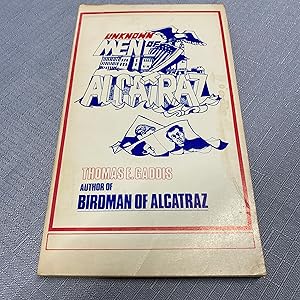 UNKNOWN
MEN OF
ALCATRAZ
THOMAS E. GADDIS
AUTHOR OF
BIRDMAN OF ALCATRAZ